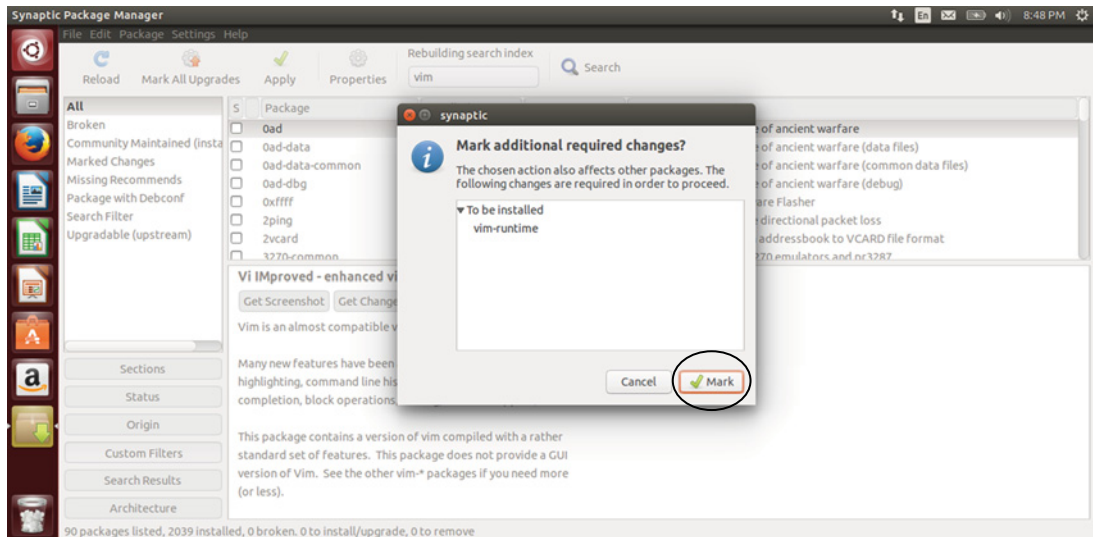 Synaptic Package Manager
En
8:48 PM
File Edit Package Settings Help
Reload
Mark All Upgrades
Apply
Properties
Rebuilding search index
vim
Search
All
Broken
Community Maintained (insta
Marked Changes
Missing Recommends
Package with Debconf
Search Filter
Upgradable (upstream)
Sections
Status
Origin
Custom Filters
Search Results
Architecture
S Package
0ad
0ad-data
0ad-data-common
0ad-dbg
0xffff
2ping
2vcard
3270-common
e of ancient warfare
e of ancient warfare (data files)
e of ancient warfare (common data files)
e of ancient warfare (debug)
are Flasher
directional packet loss
addressbook to VCARD file format
270 emulators and pr3287
synaptic
Mark additional required changes?
The chosen action also affects other packages. The
following changes are required in order to proceed.
To be installed
vim-runtime
Cancel
Mark
Vi IMproved - enhanced vi
Get Screenshot
Get Change
Vim is an almost compatible v
Many new features have been
highlighting, command line his
completion, block operations,
This package contains a version of vim compiled with a rather
standard set of features. This package does not provide a GUI
version of Vim. See the other vim-* packages if you need more
(or less).
90 packages listed, 2039 installed, 0 broken. 0 to install/upgrade, 0 to remove
a